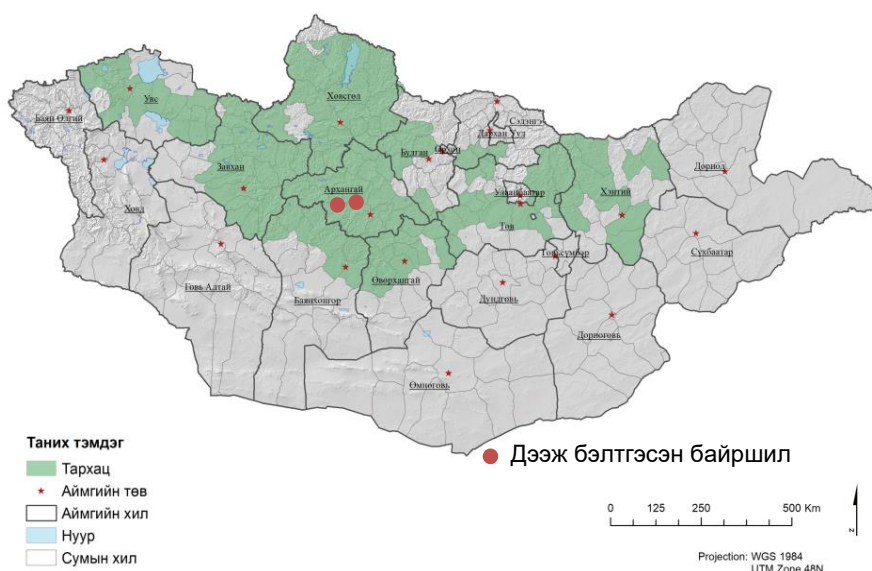 Хөвсгөл
Увс
Сэлэнгэ
Баян Өлгий
Дархан Уул
Орхон
Булган
Завхан
Дорнод
Хэнтий
Архангай
Улаанбаатар
Ховд
Төв
Говьсүмбэр
Сүхбаатар
Говь Алтай
Өвөрхангай
Баянхонгор
Дундговь
Дорноговь
Өмнөговь
Таних тэмдэг
Тархац
Аймгийн төв
Аймгийн хил
Нуур
Сумын хил
Дээж бэлтгэсэн байршил
0 125 250 500 Km
N
Projection: WGS 1984
UTM Zone 48N